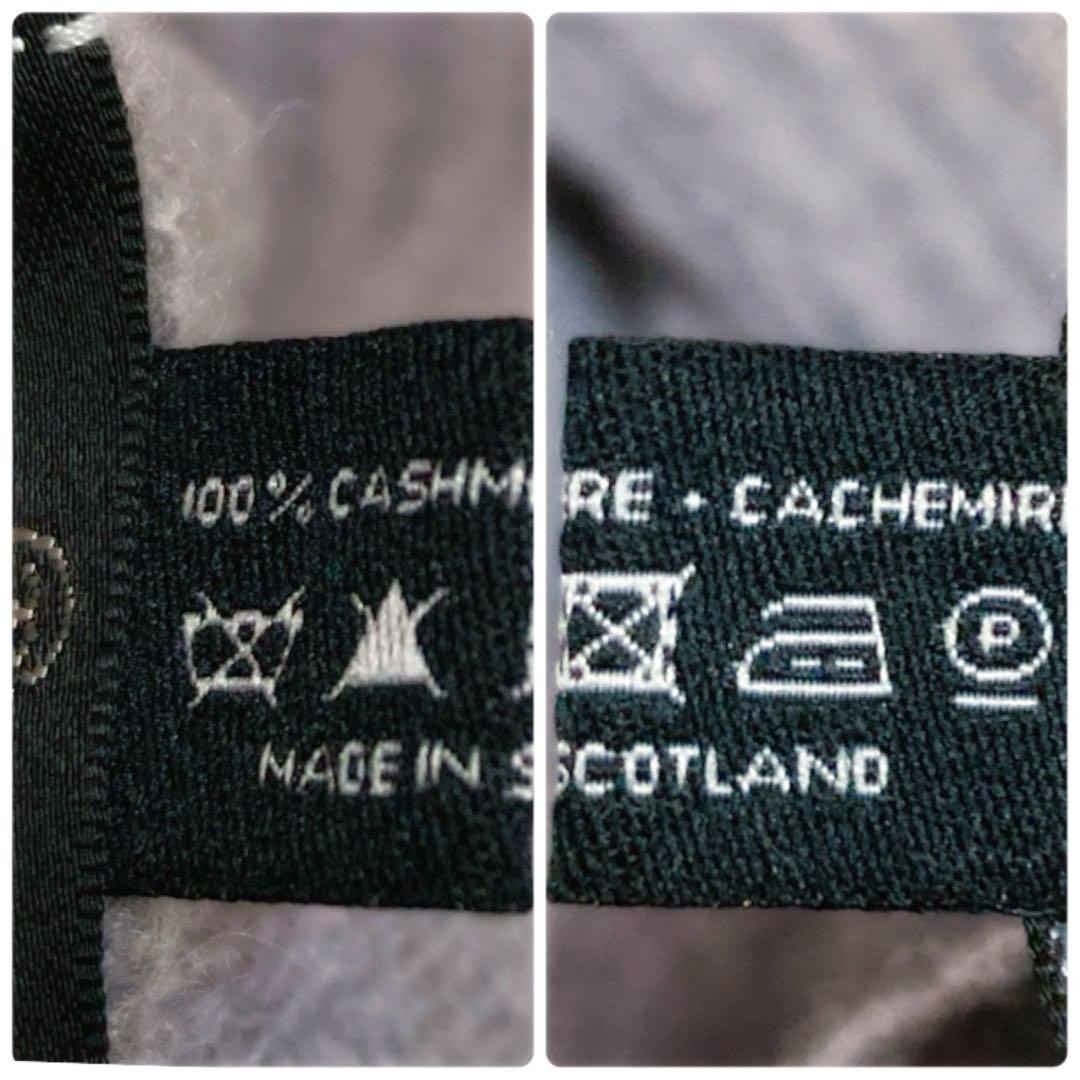 100% CASHMERE • CACHEMIRE
P
MADE IN SCOTLAND